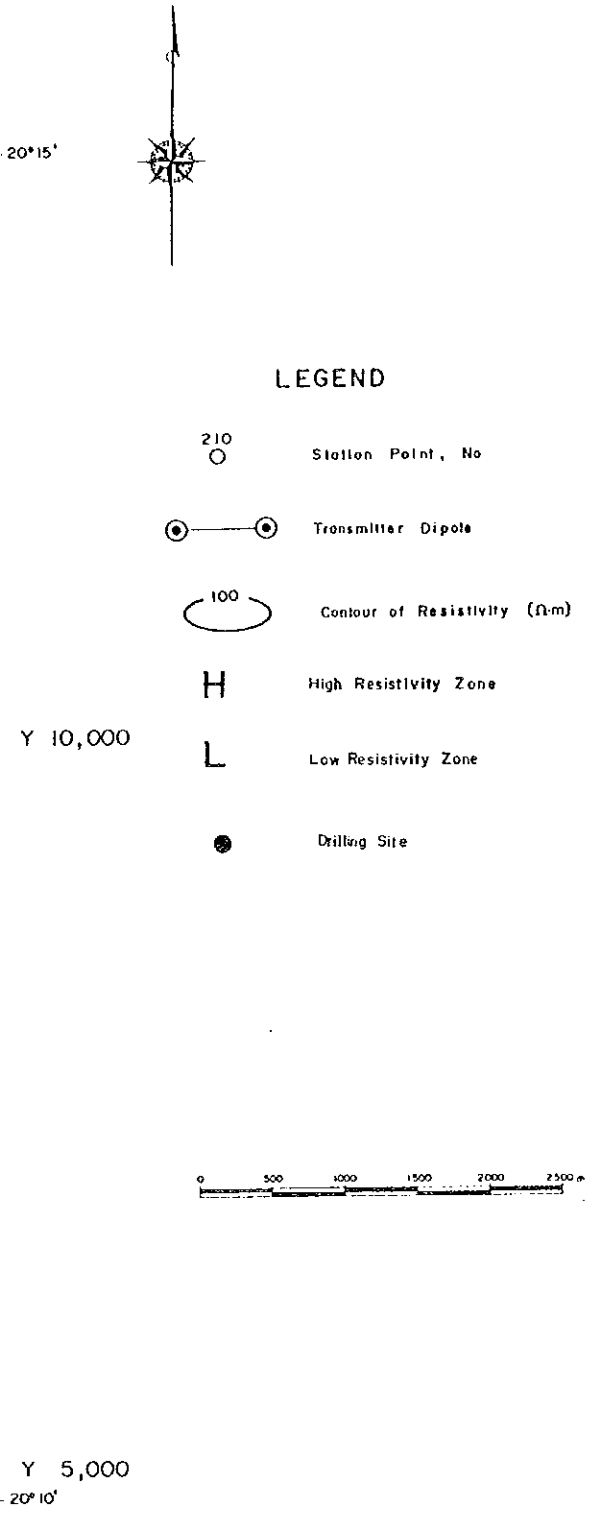 20°15'
LEGEND
210
Station Point, No
Transmitter Dipole
100
Contour of Resistivity (Ω·m)
H High Resistivity Zone
Y 10,000
L Low Resistivity Zone
Drilling Site
0 500 1000 1500 2000 2500 m
Y 5,000
20°10'